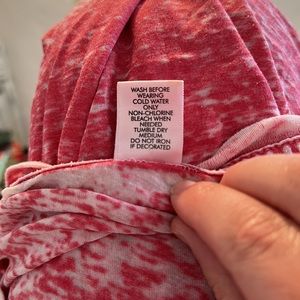 WASH BEFORE
WEARING
COLD WATER
ONLY
NON-CHLORINE
BLEACH WHEN
NEEDED
TUMBLE DRY
MEDIUM
DO NOT IRON
IF DECORATED